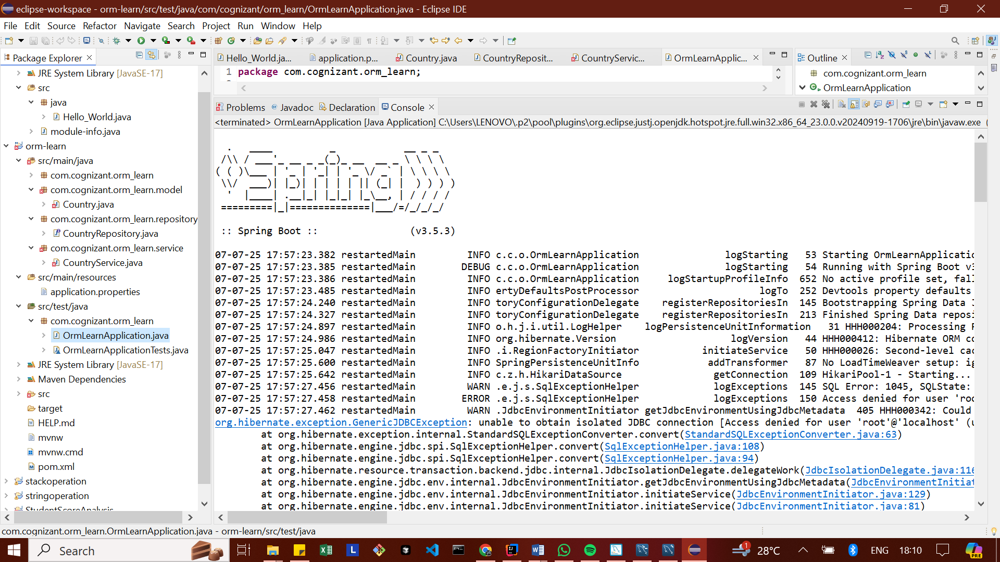 eclipse-workspace - orm-learn/src/test/java/com/cognizant/orm_learn/OrmLearnApplication.java - Eclipse IDE
File Edit Source Refactor Navigate Search Project Run Window Help
Package Explorer
JRE System Library [JavaSE-17]
src
java
Hello_World.java
module-info.java
orm-learn
src/main/java
com.cognizant.orm_learn
com.cognizant.orm_learn.model
Country.java
com.cognizant.orm_learn.repository
CountryRepository.java
com.cognizant.orm_learn.service
CountryService.java
src/main/resources
application.properties
src/test/java
com.cognizant.orm_learn
OrmLearnApplication.java
OrmLearnApplicationTests.java
JRE System Library [JavaSE-17]
Maven Dependencies
src
target
HELP.md
mvnw
mvnw.cmd
pom.xml
stackoperation
stringoperation
StudentScoreAnalysis
Hello_World.ja... application.p... Country.java CountryReposit... CountryServic... OrmLearnApplic...
1 package com.cognizant.orm_learn;
Outline
com.cognizant.orm_learn
OrmLearnApplication
Problems Javadoc Declaration Console
<terminated> OrmLearnApplication [Java Application] C:\Users\LENOVO\.p2\pool\plugins\org.eclipse.justj.openjdk.hotspot.jre.full.win32.x86_64_23.0.0.v20240919-1706\jre\bin\javaw.exe (
Spring
:: Spring Boot :: (v3.5.3)
07-07-25 17:57:23.382 restartedMain INFO c.c.o.OrmLearnApplication logStarting 53 Starting OrmLearnApplicatio
07-07-25 17:57:23.385 restartedMain DEBUG c.c.o.OrmLearnApplication logStarting 54 Running with Spring Boot v3
07-07-25 17:57:23.386 restartedMain INFO c.c.o.OrmLearnApplication logStartupProfileInfo 652 No active profile set, fal
07-07-25 17:57:23.485 restartedMain INFO ertyDefaultsPostProcessor logTo 252 Devtools property defaults
07-07-25 17:57:24.240 restartedMain INFO toryConfigurationDelegate registerRepositoriesIn 145 Bootstrapping Spring Data J
07-07-25 17:57:24.327 restartedMain INFO toryConfigurationDelegate registerRepositoriesIn 213 Finished Spring Data reposi
07-07-25 17:57:24.897 restartedMain INFO o.h.j.i.util.LogHelper logPersistenceUnitInformation 31 HHH000204: Processing P
07-07-25 17:57:24.986 restartedMain INFO org.hibernate.Version logVersion 44 HHH000412: Hibernate ORM co
07-07-25 17:57:25.047 restartedMain INFO .i.RegionFactoryInitiator initiateService 50 HHH000026: Second-level cac
07-07-25 17:57:25.600 restartedMain INFO SpringPersistenceUnitInfo addTransformer 87 No LoadTimeWeaver setup: ig
07-07-25 17:57:25.642 restartedMain INFO c.z.h.HikariDataSource getConnection 109 HikariPool-1 - Starting...
07-07-25 17:57:27.456 restartedMain WARN .e.j.s.SqlExceptionHelper logExceptions 145 SQL Error: 1045, SQLState:
07-07-25 17:57:27.458 restartedMain ERROR .e.j.s.SqlExceptionHelper logExceptions 150 Access denied for user 'roo
07-07-25 17:57:27.462 restartedMain WARN .JdbcEnvironmentInitiator getJdbcEnvironmentUsingJdbcMetadata 405 HHH000342: Could
org.hibernate.exception.GenericJDBCException: unable to obtain isolated JDBC connection [Access denied for user 'root'@'localhost' (u
at org.hibernate.exception.internal.StandardSQLExceptionConverter.convert(StandardSQLExceptionConverter.java:63)
at org.hibernate.engine.jdbc.spi.SqlExceptionHelper.convert(SqlExceptionHelper.java:108)
at org.hibernate.engine.jdbc.spi.SqlExceptionHelper.convert(SqlExceptionHelper.java:94)
at org.hibernate.resource.transaction.backend.jdbc.internal.JdbcIsolationDelegate.delegateWork(JdbcIsolationDelegate.java:116
at org.hibernate.engine.jdbc.env.internal.JdbcEnvironmentInitiator.getJdbcEnvironmentUsingJdbcMetadata(JdbcEnvironmentInitiat
at org.hibernate.engine.jdbc.env.internal.JdbcEnvironmentInitiator.initiateService(JdbcEnvironmentInitiator.java:129)
at org.hibernate.engine.jdbc.env.internal.JdbcEnvironmentInitiator.initiateService(JdbcEnvironmentInitiator.java:81)
com.cognizant.orm_learn.OrmLearnApplication.java - orm-learn/src/test/java
Search
1
28°C
ENG
18:10
PRE